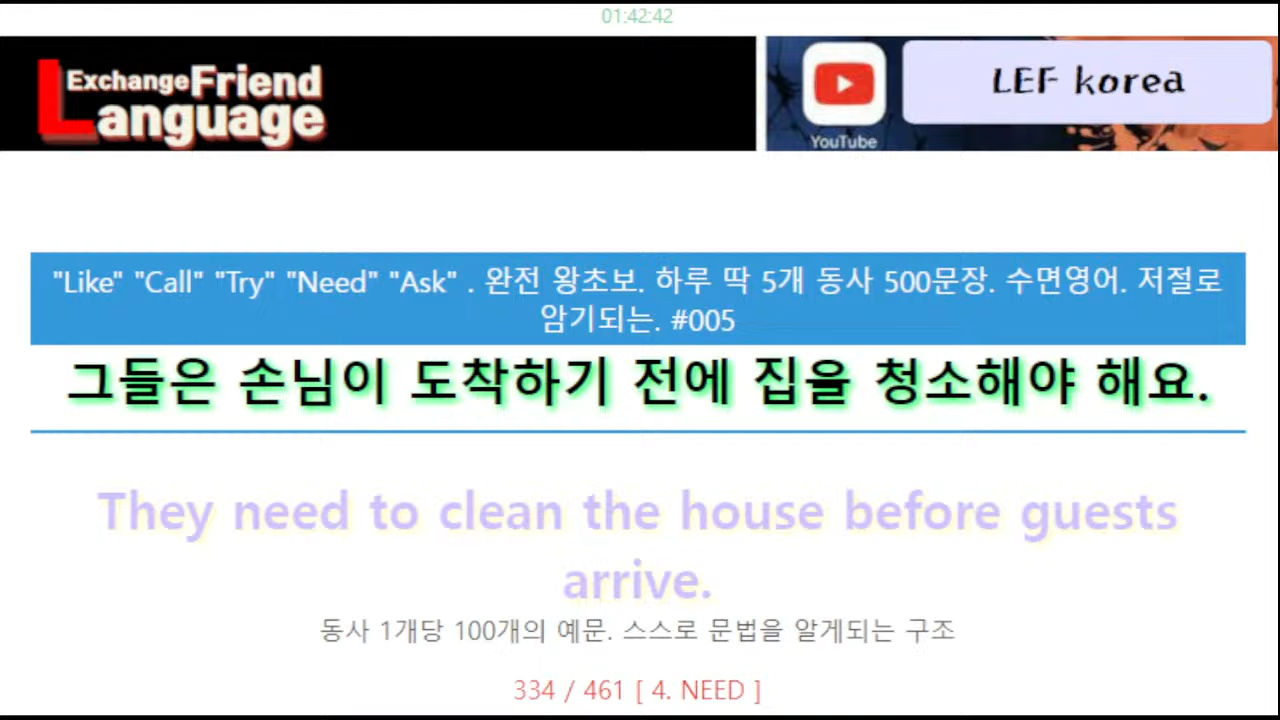 01:42:42
ExchangeFriend
Language
LEF korea
YouTube
"Like" "Call" "Try" "Need" "Ask" . 완전 왕초보. 하루 딱 5개 동사 500문장. 수면영어. 저절로
암기되는. #005
그들은 손님이 도착하기 전에 집을 청소해야 해요.
They need to clean the house before guests
arrive.
동사 1개당 100개의 예문. 스스로 문법을 알게되는 구조
334 / 461 [ 4. NEED ]